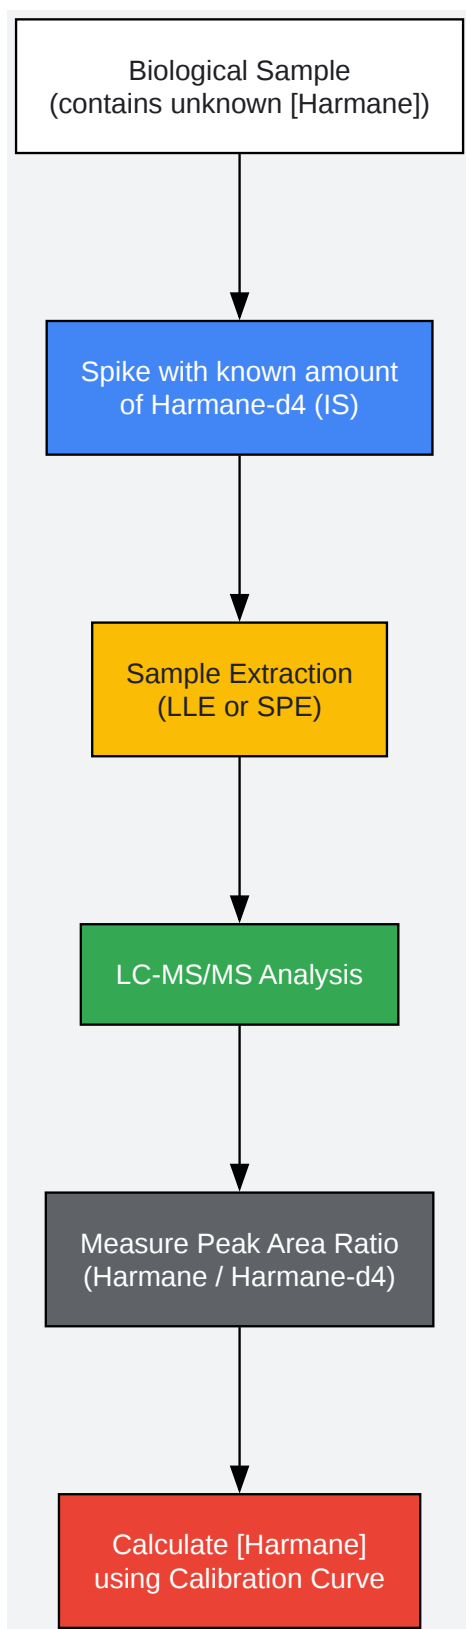 Biological Sample
(contains unknown [Harmane])
Spike with known amount
of Harmane-d4 (IS)
Sample Extraction
(LLE or SPE)
LC-MS/MS Analysis
Measure Peak Area Ratio
(Harmane / Harmane-d4)
Calculate [Harmane]
using Calibration Curve